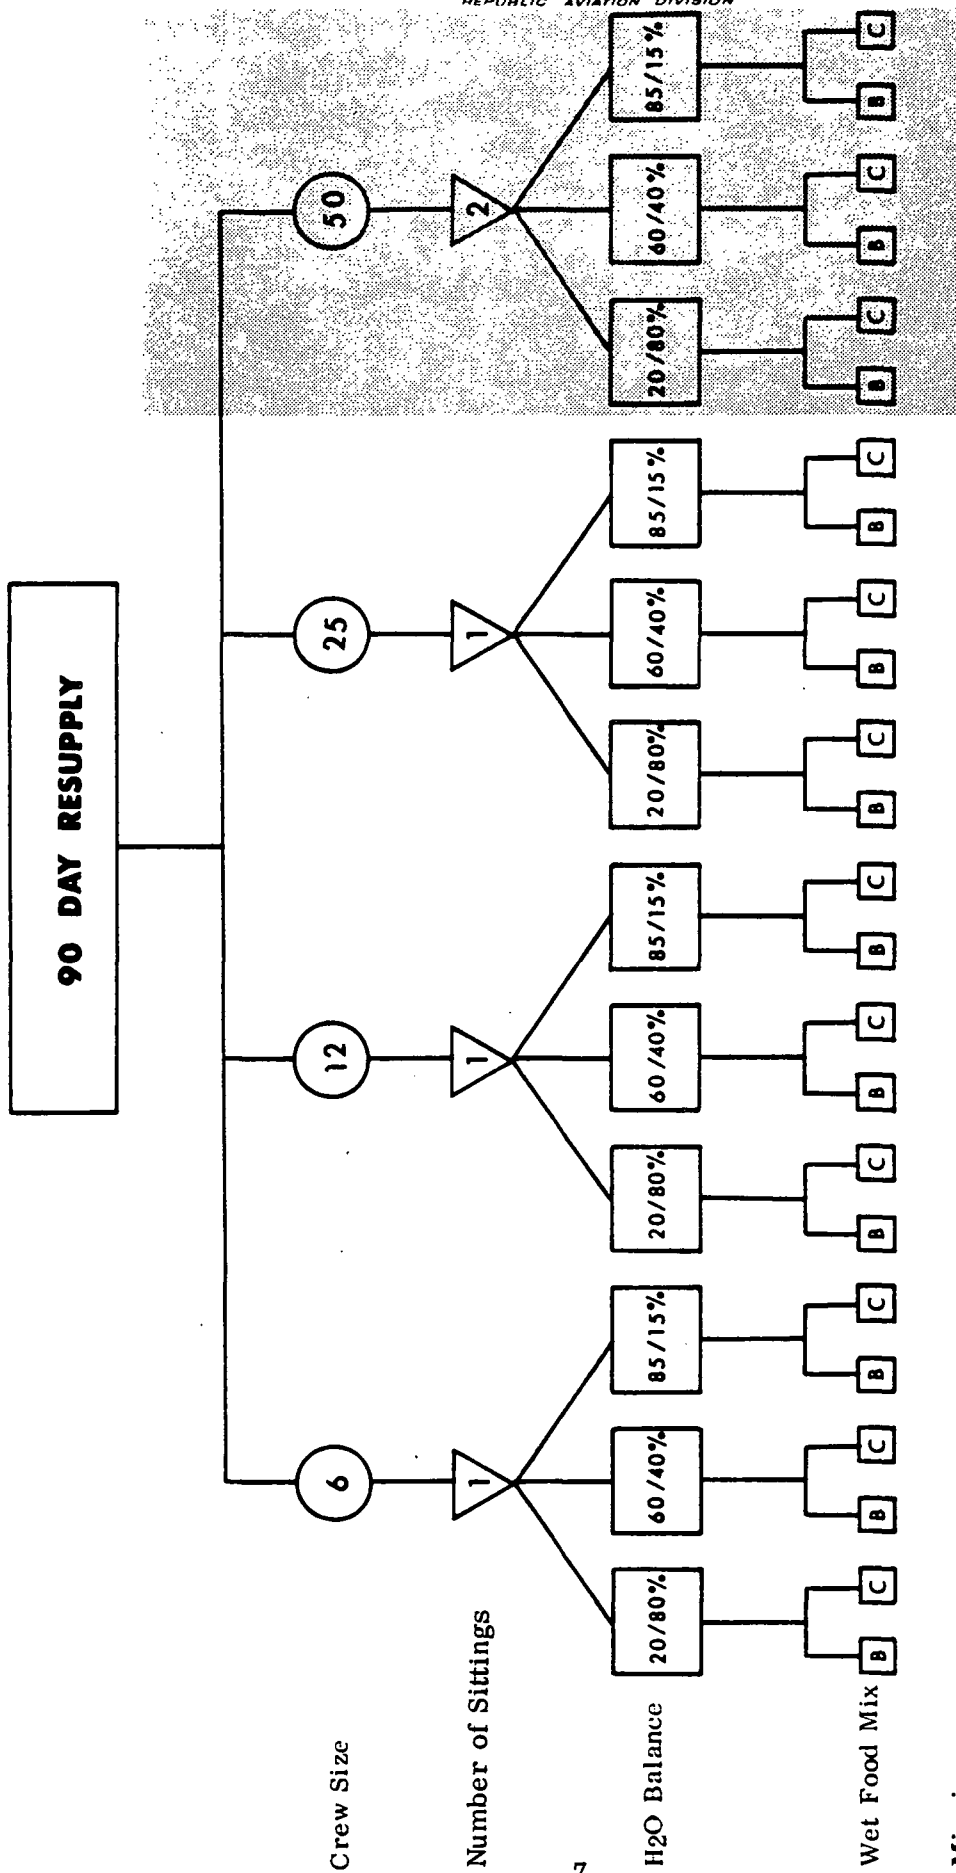 REPUBLIC AVIATION DIVISION
90 DAY RESUPPLY
Crew Size
6 12 25 50
Number of Sittings
1 1 1 2
7
H2O Balance
20/80% 60/40% 85/15% 20/80% 60/40% 85/15% 20/80% 60/40% 85/15% 20/80% 60/40% 85/15%
Wet Food Mix
B C B C B C B C B C B C B C B C B C B C B C B C